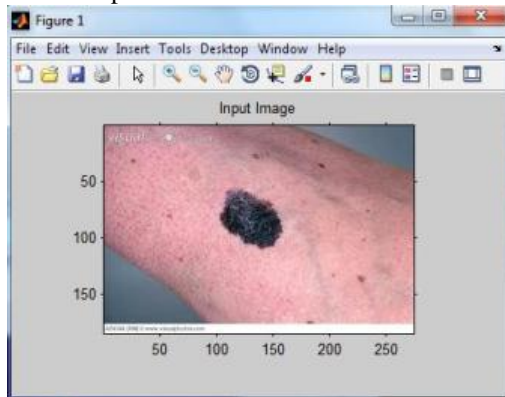 Figure 1
File Edit View Insert Tools Desktop Window Help
Input Image
50
100
150
50 100 150 200 250